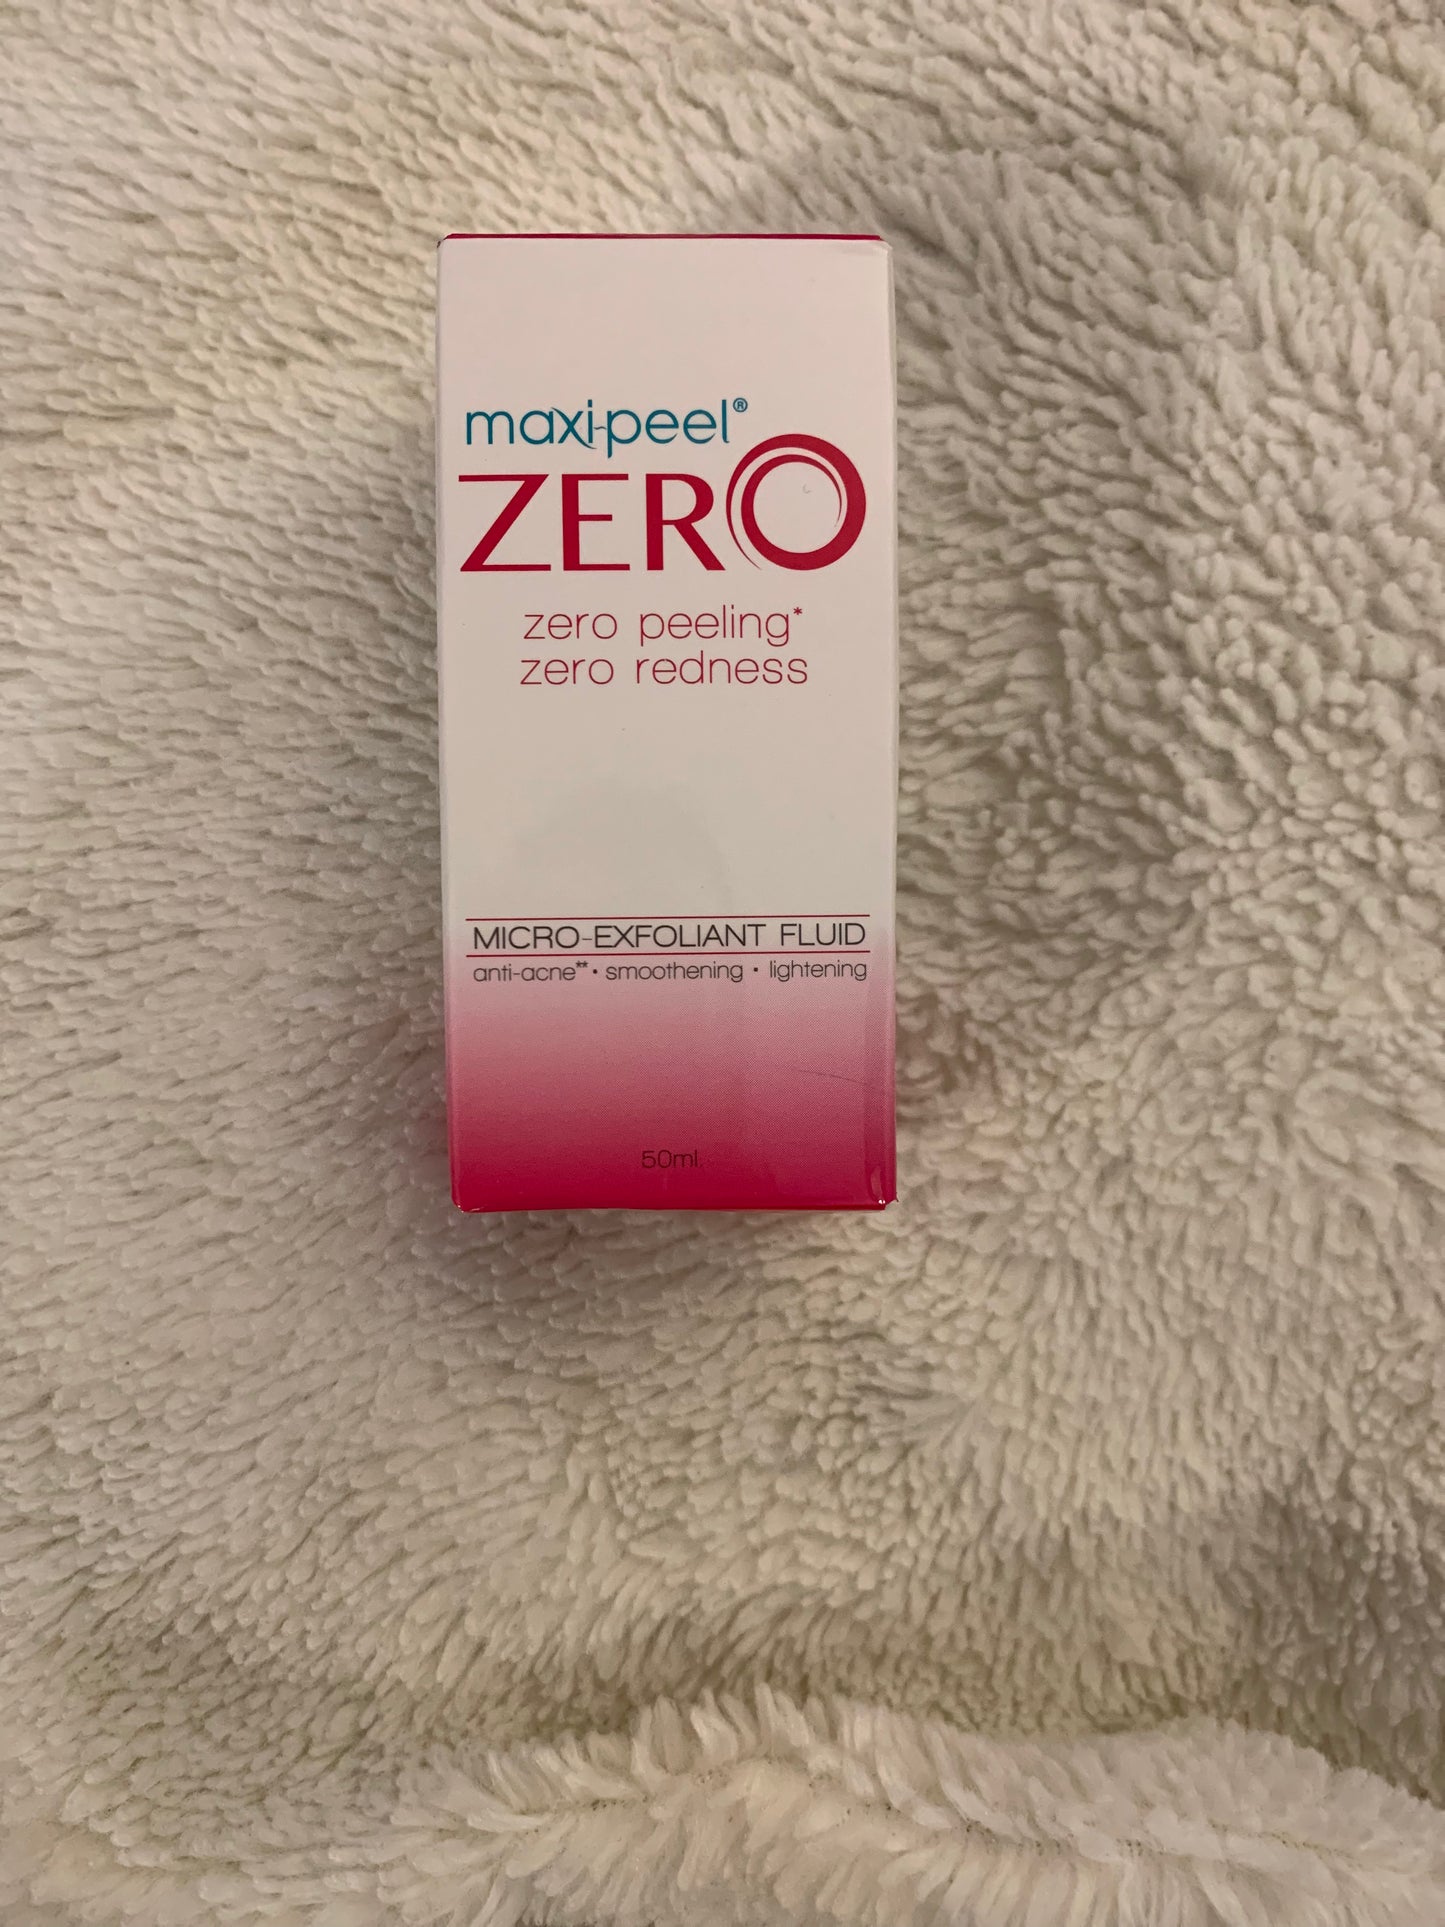 maxi-peel®
ZERO
zero peeling*
zero redness
MICRO-EXFOLIANT FLUID
anti-acne** • smoothening • lightening
50ml.